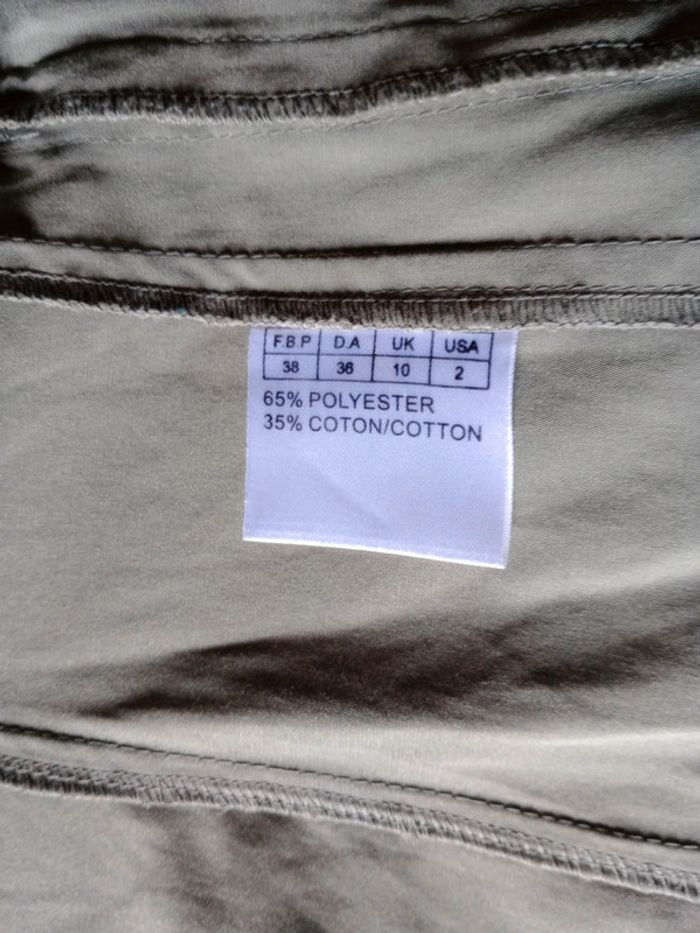 F.B.P D.A UK USA
38 36 10 2
65% POLYESTER
35% COTON/COTTON